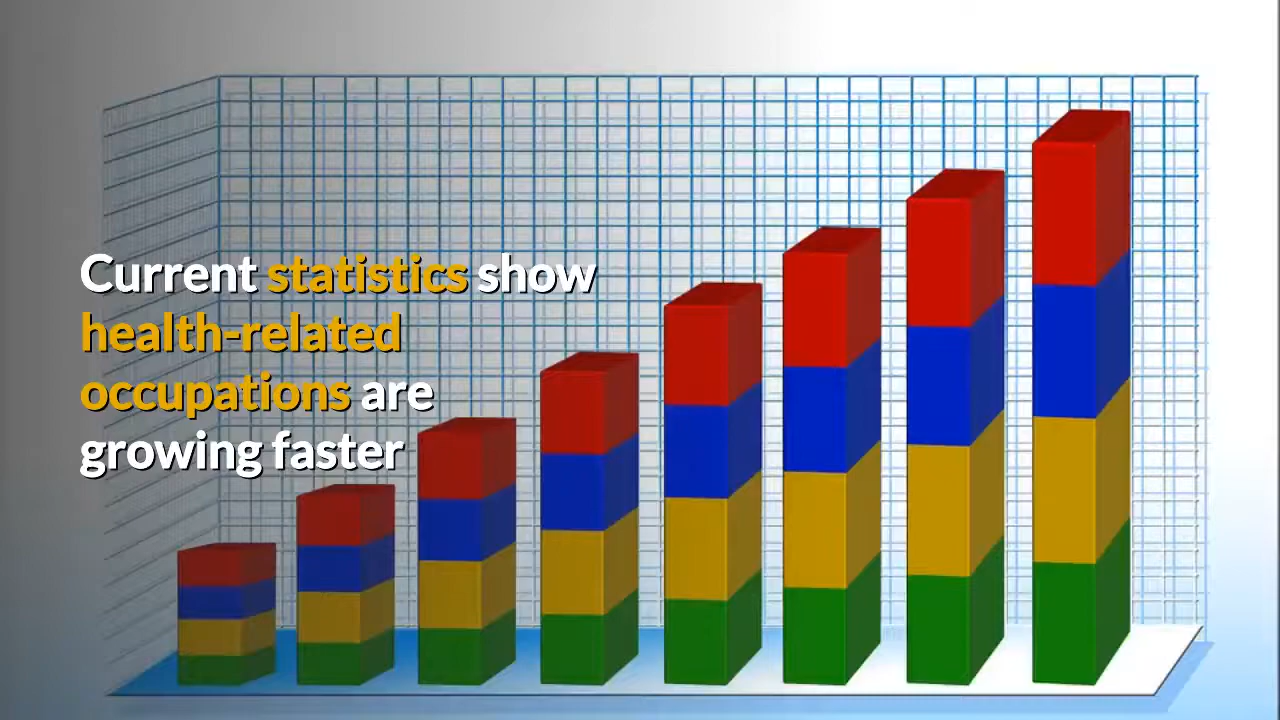 Current statistics show
health-related
occupations are
growing faster